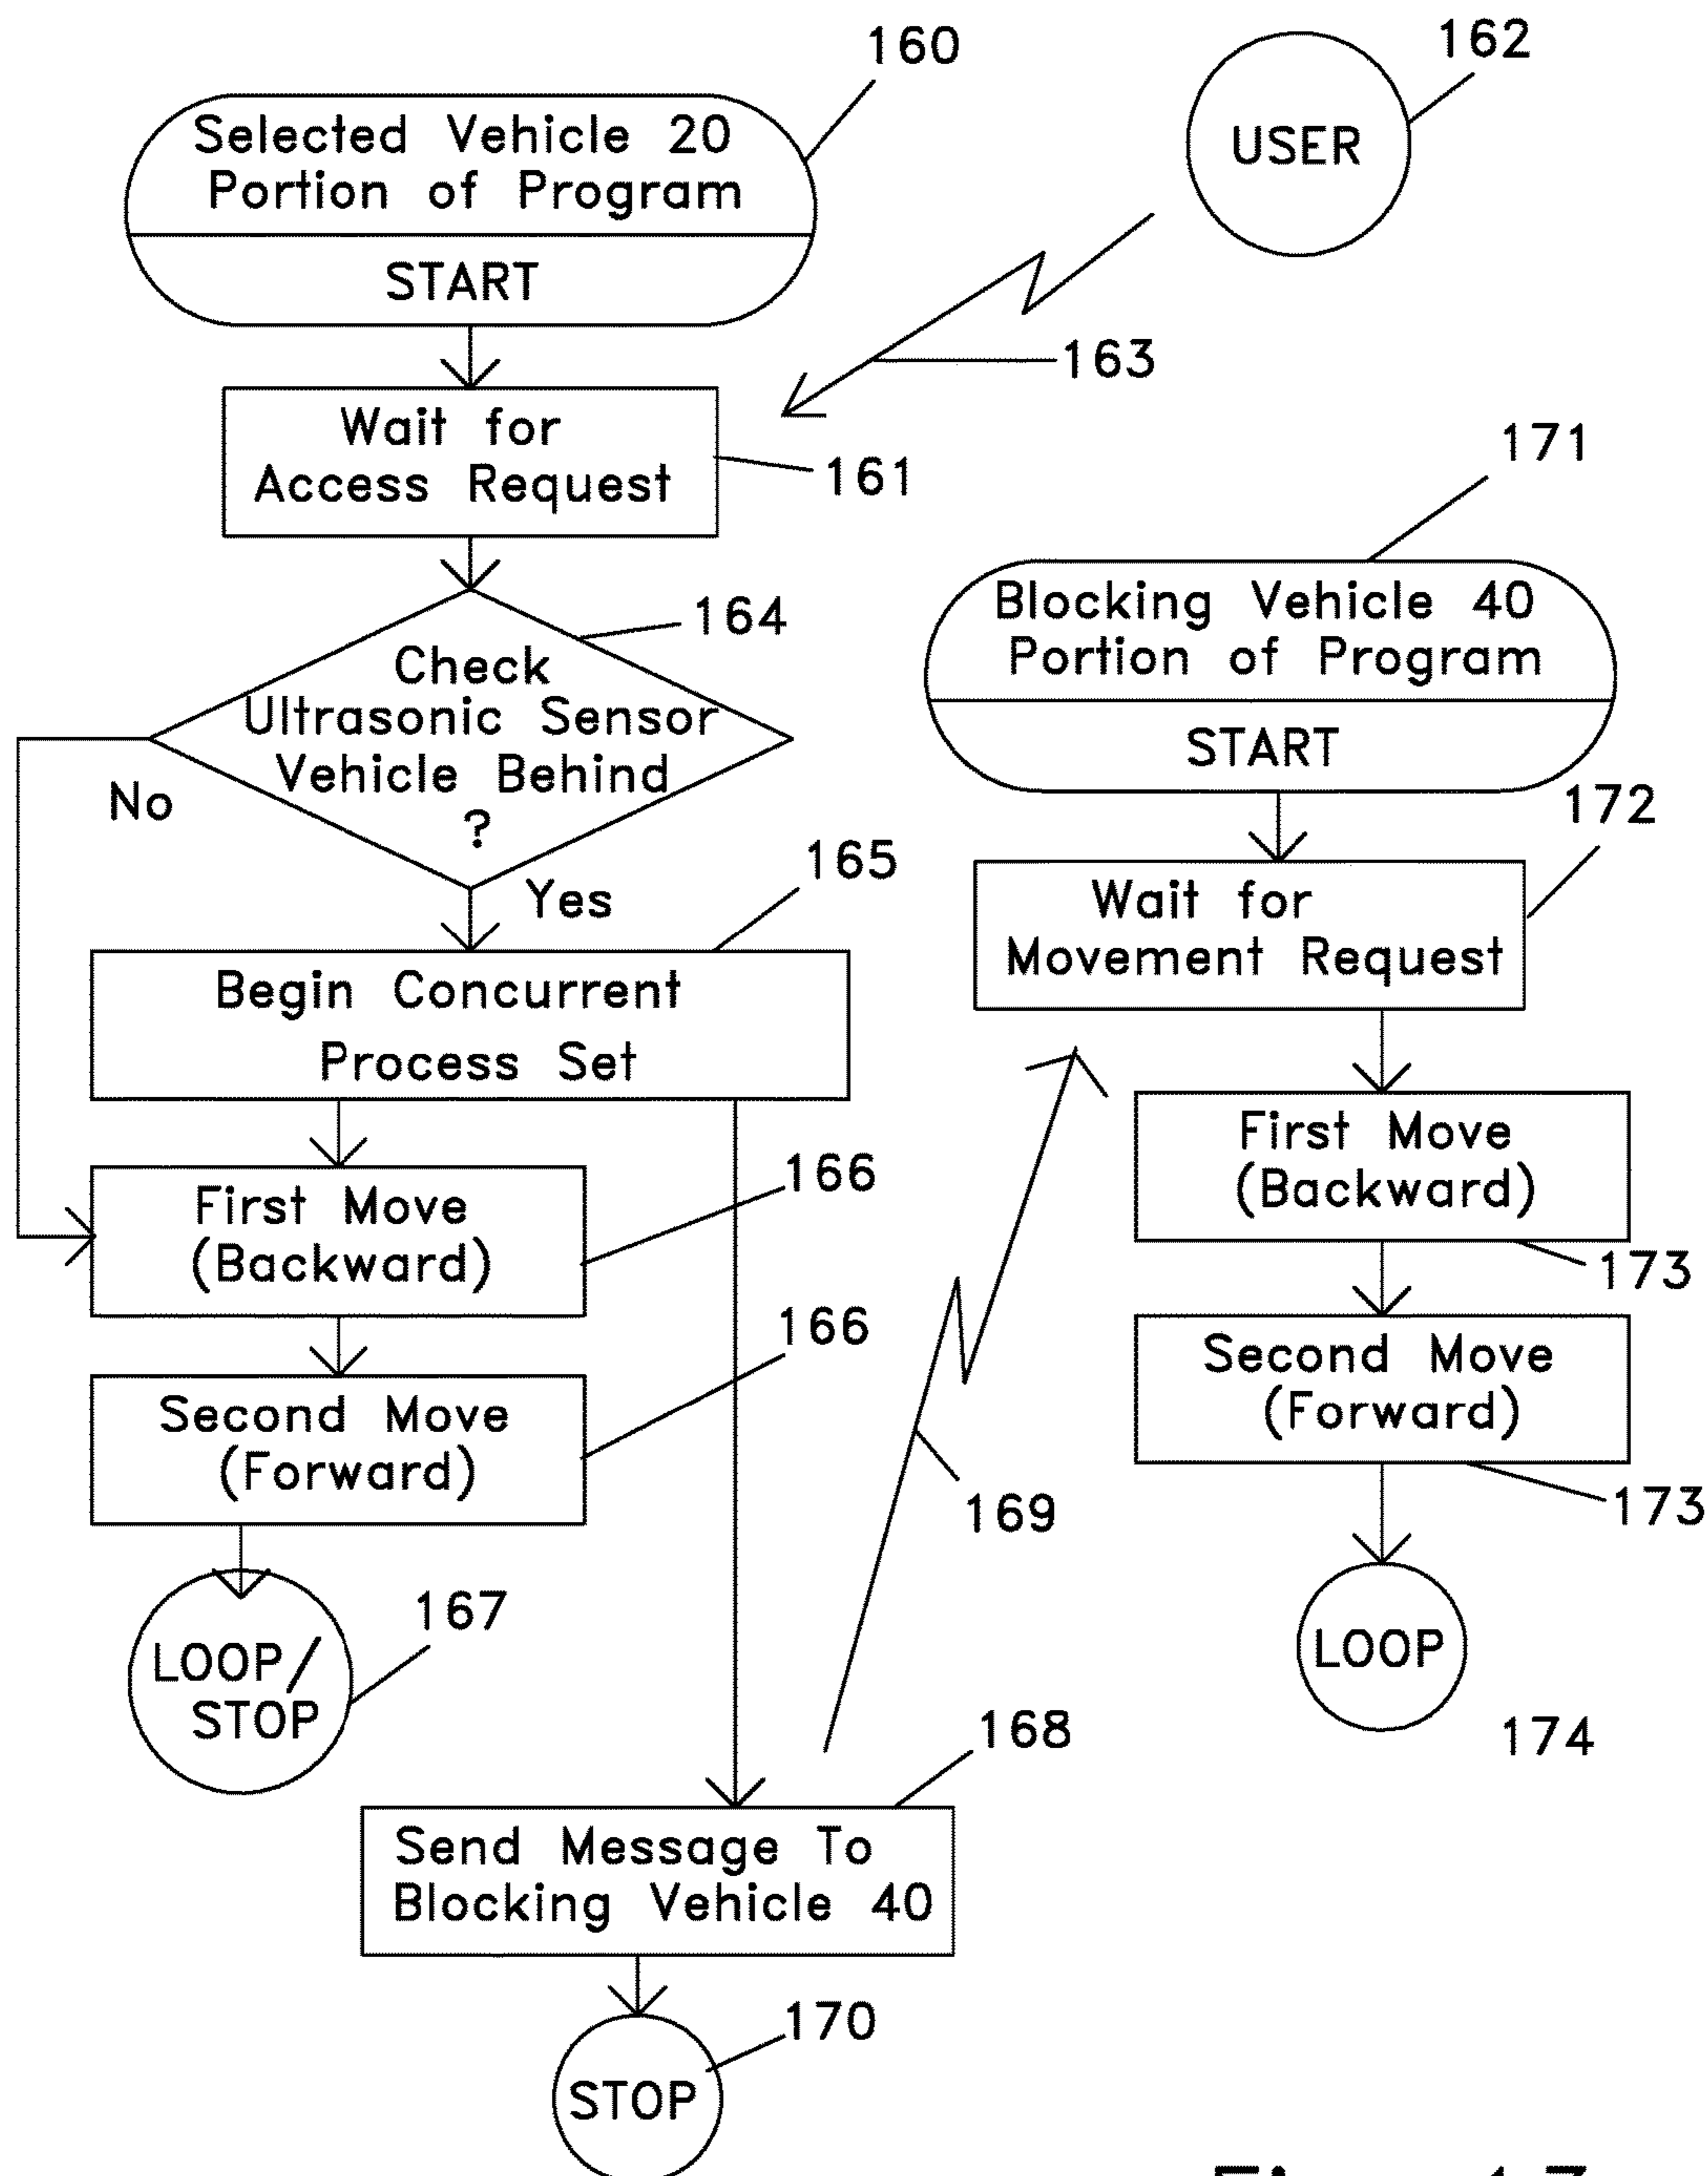 160
162
Selected Vehicle 20
Portion of Program
START
USER
163
Wait for
Access Request
161
171
164
Check
Ultrasonic Sensor
Vehicle Behind
?
No
Yes
Blocking Vehicle 40
Portion of Program
START
172
165
Wait for
Movement Request
Begin Concurrent
Process Set
First Move
(Backward)
166
First Move
(Backward)
173
Second Move
(Forward)
166
Second Move
(Forward)
173
169
LOOP/
STOP
167
LOOP
174
168
Send Message To
Blocking Vehicle 40
170
STOP